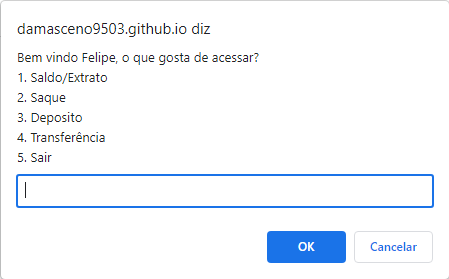 damasceno9503.github.io diz
Bem vindo Felipe, o que gosta de acessar?
1. Saldo/Extrato
2. Saque
3. Deposito
4. Transferência
5. Sair
OK
Cancelar